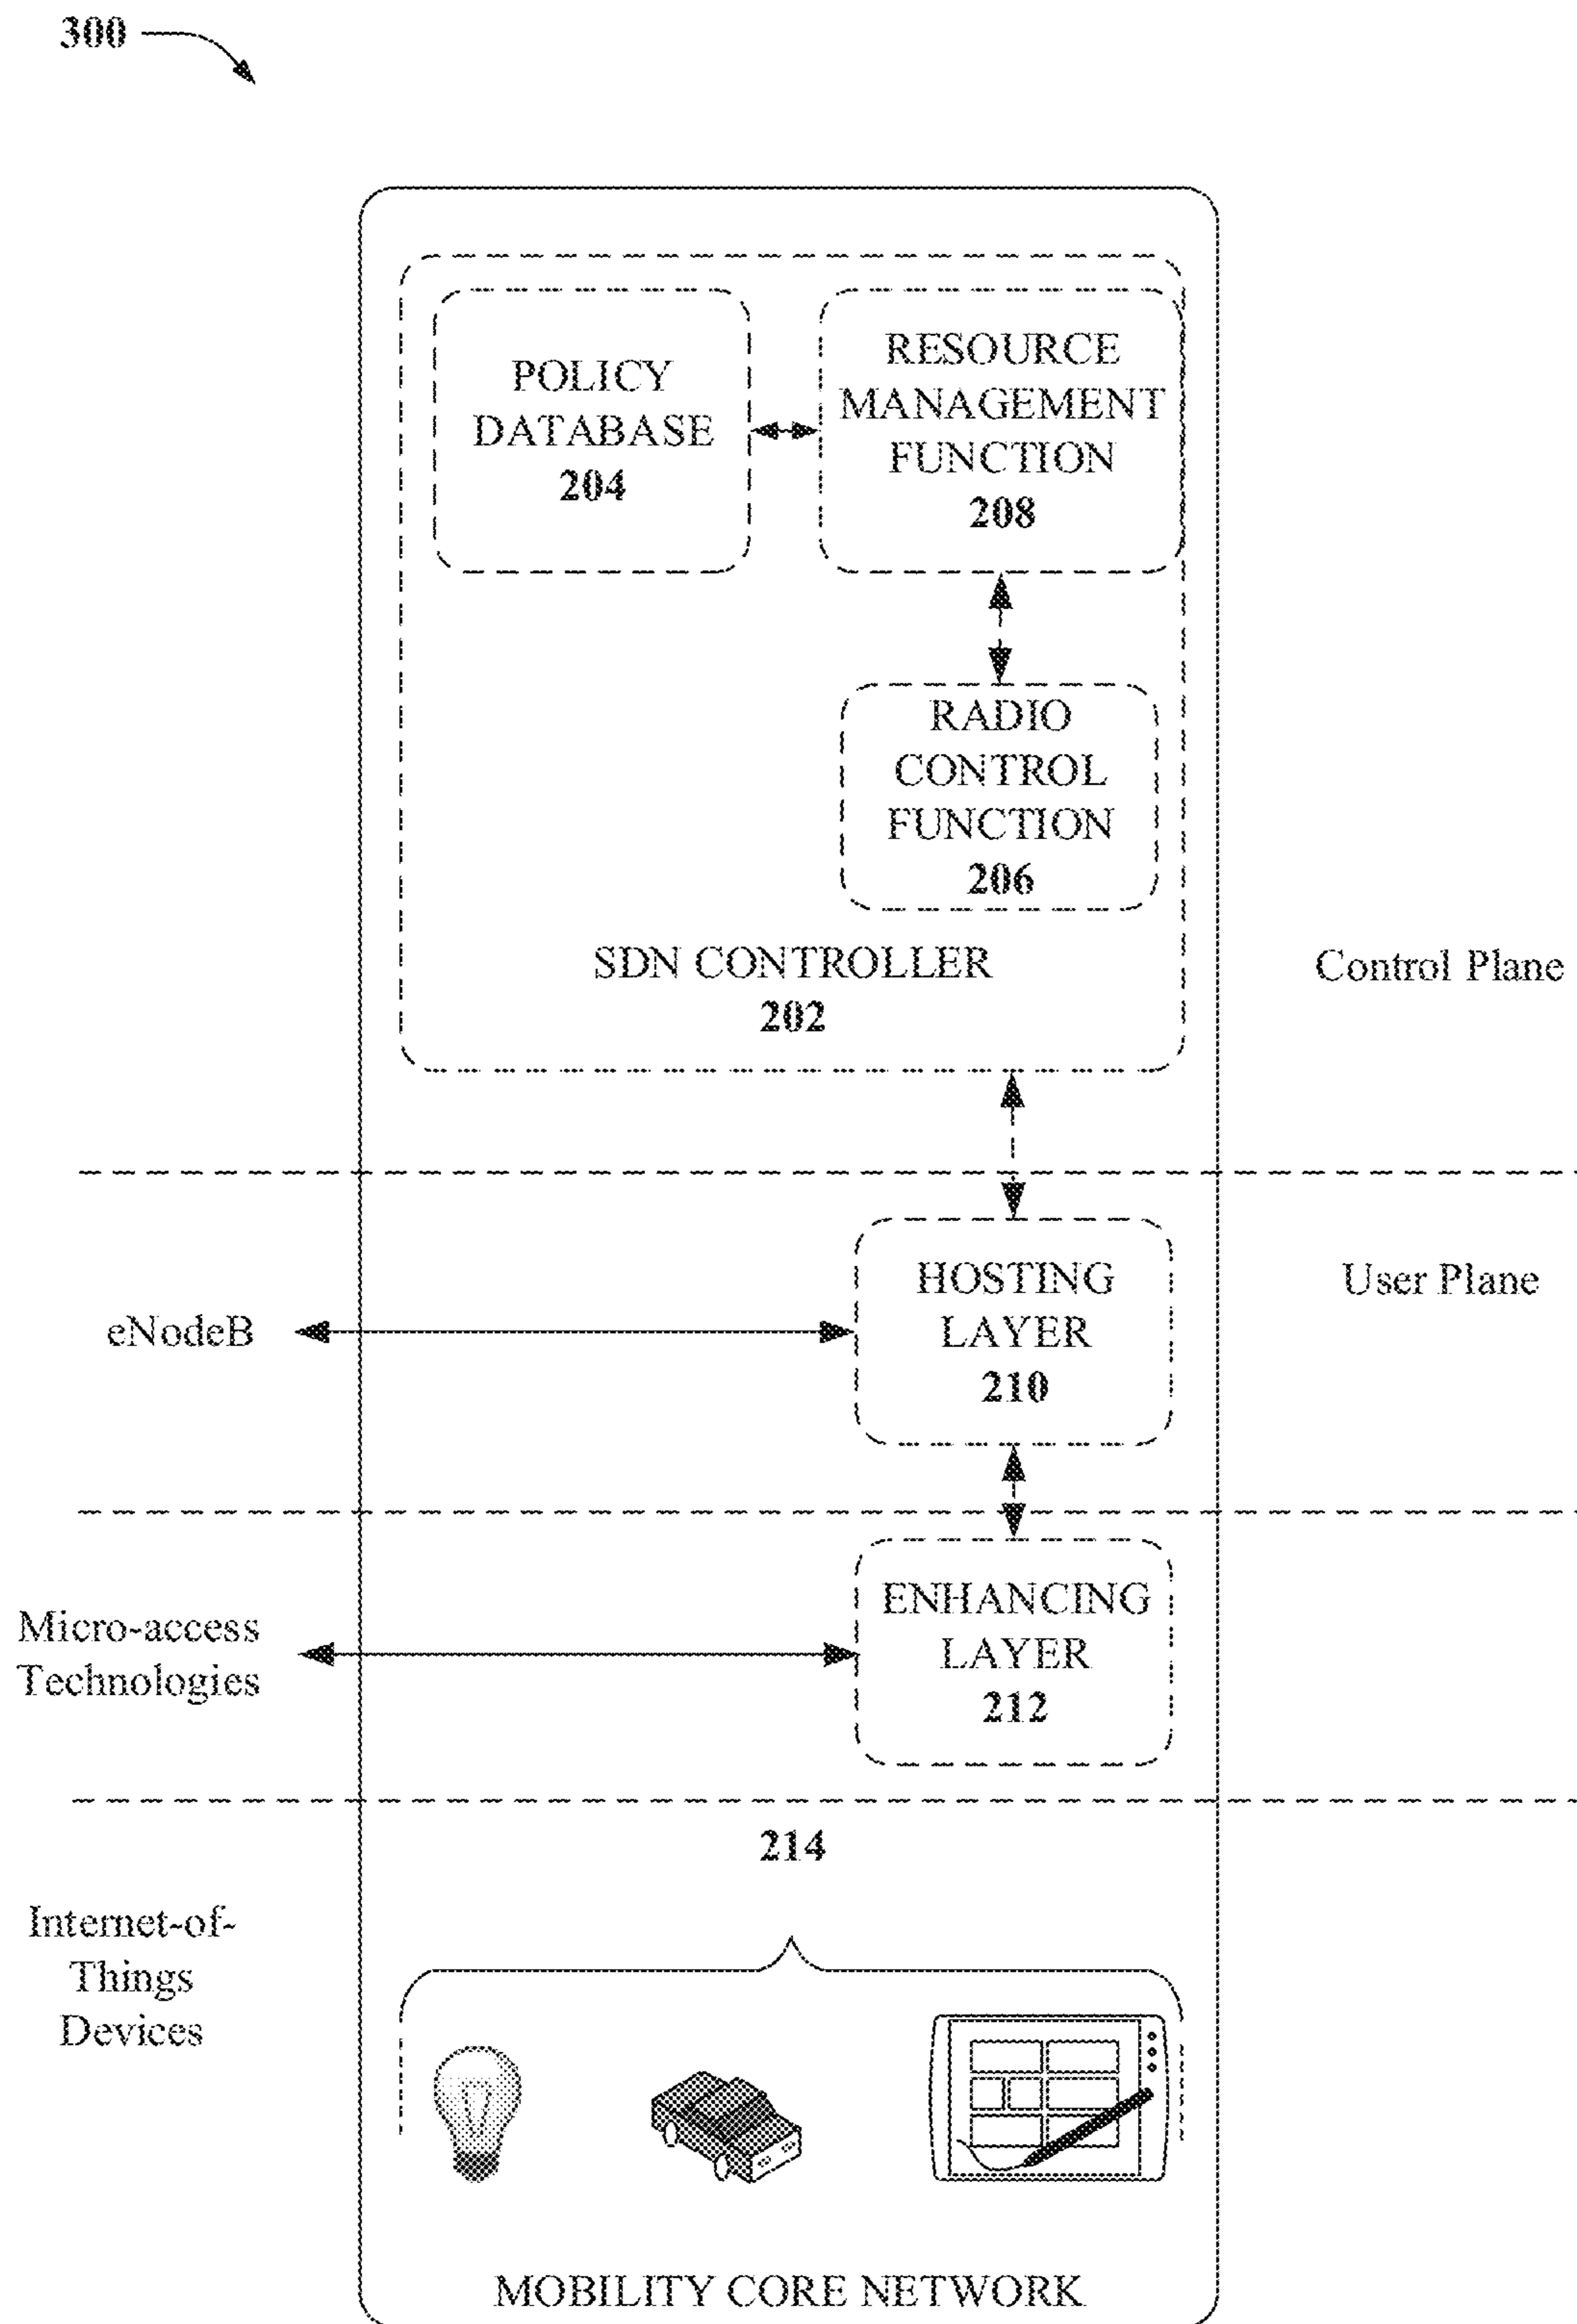 300
POLICY
DATABASE
204
RESOURCE
MANAGEMENT
FUNCTION
208
RADIO
CONTROL
FUNCTION
206
SDN CONTROLLER
202
Control Plane
eNodeB
HOSTING
LAYER
210
User Plane
Micro-access
Technologies
ENHANCING
LAYER
212
214
Internet-of-
Things
Devices
MOBILITY CORE NETWORK